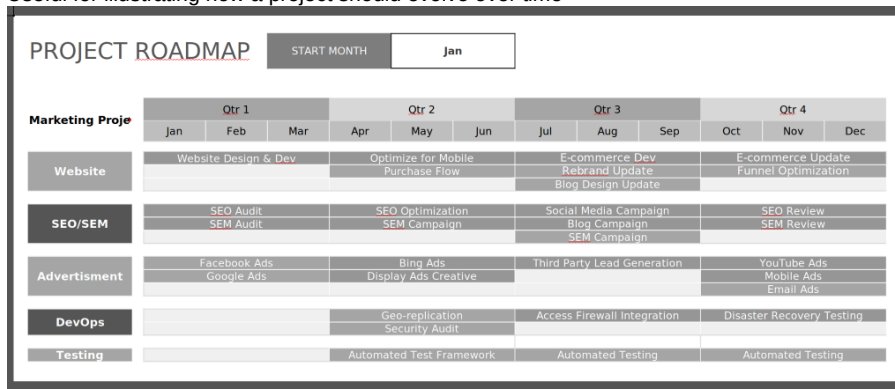 useful for illustrating how a project should evolve over time
PROJECT ROADMAP START MONTH Jan
Marketing Proje Qtr 1 Qtr 2 Qtr 3 Qtr 4
Jan Feb Mar Apr May Jun Jul Aug Sep Oct Nov Dec
Website
Website Design & Dev Optimize for Mobile E-commerce Dev E-commerce Update
Purchase Flow Rebrand Update Funnel Optimization
Blog Design Update
SEO/SEM
SEO Audit SEO Optimization Social Media Campaign SEO Review
SEM Audit SEM Campaign Blog Campaign SEM Review
SEM Campaign
Advertisment
Facebook Ads Bing Ads Third Party Lead Generation YouTube Ads
Google Ads Display Ads Creative Mobile Ads
Email Ads
DevOps
Geo-replication Access Firewall Integration Disaster Recovery Testing
Security Audit
Testing Automated Test Framework Automated Testing Automated Testing